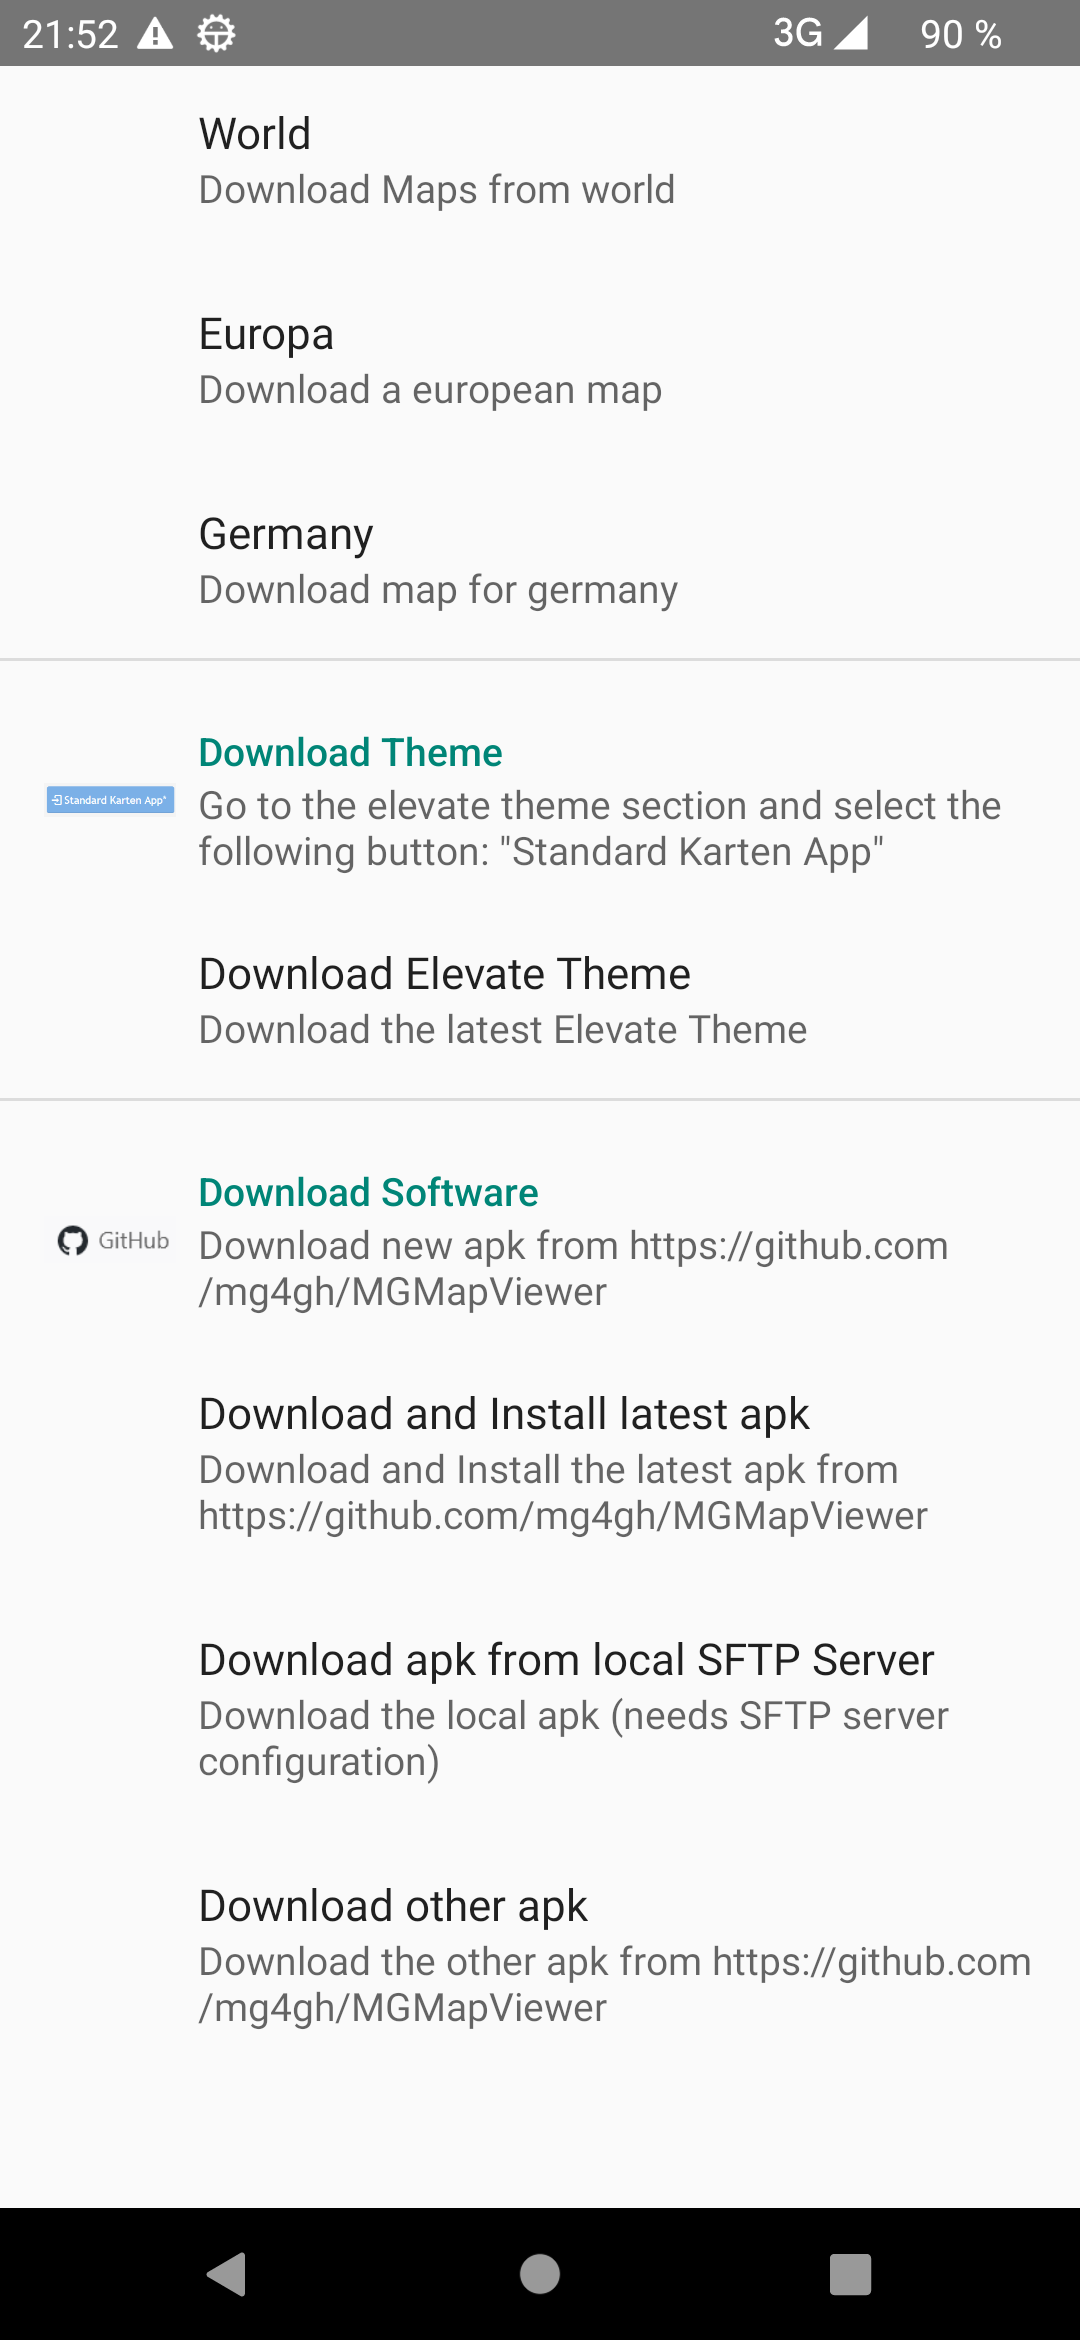 21:52 3G 90 %
World
Download Maps from world
Europa
Download a european map
Germany
Download map for germany
Download Theme
Standard Karten App*
Go to the elevate theme section and select the
following button: "Standard Karten App"
Download Elevate Theme
Download the latest Elevate Theme
Download Software
GitHub
Download new apk from https://github.com
/mg4gh/MGMapViewer
Download and Install latest apk
Download and Install the latest apk from
https://github.com/mg4gh/MGMapViewer
Download apk from local SFTP Server
Download the local apk (needs SFTP server
configuration)
Download other apk
Download the other apk from https://github.com
/mg4gh/MGMapViewer